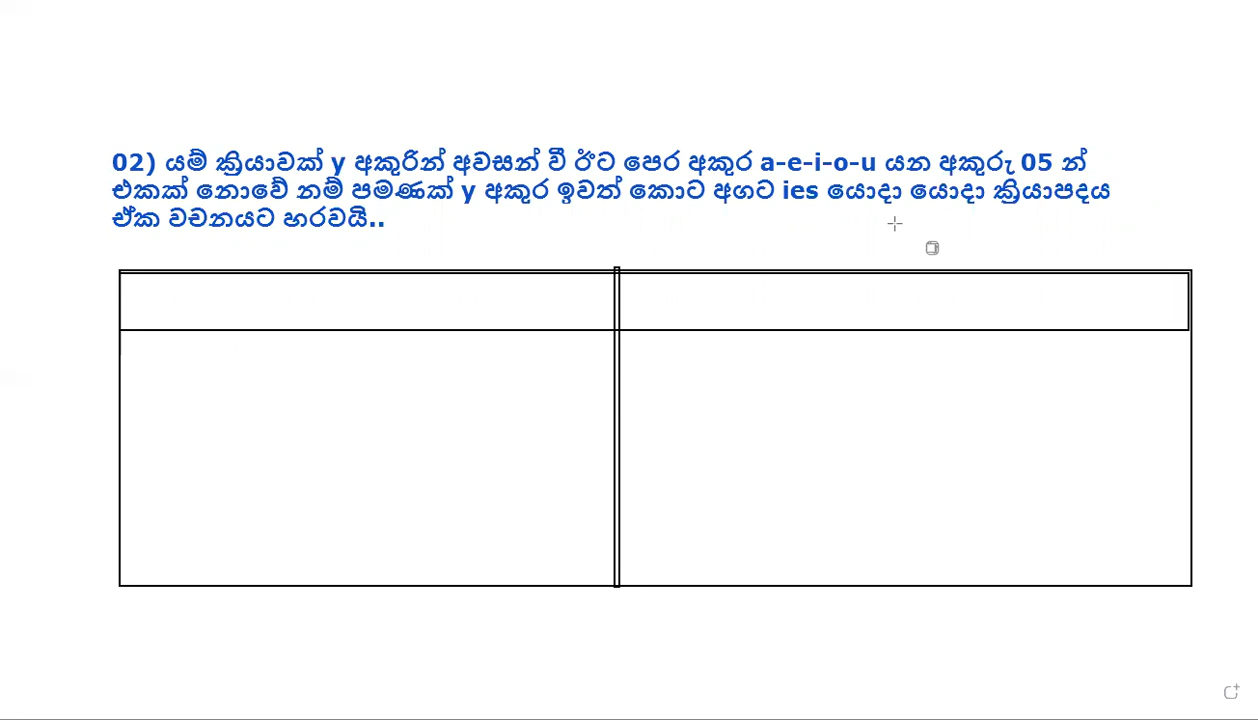 02) යම් ක්‍රියාවක් y අකුරින් අවසන් වී ඊට පෙර අකුර a-e-i-o-u යන අකුරු 05 න්
එකක් නොවේ නම් පමණක් y අකුර ඉවත් කොට අගට ies යොදා යොදා ක්‍රියාපදය
ඒක වචනයට හරවයි..